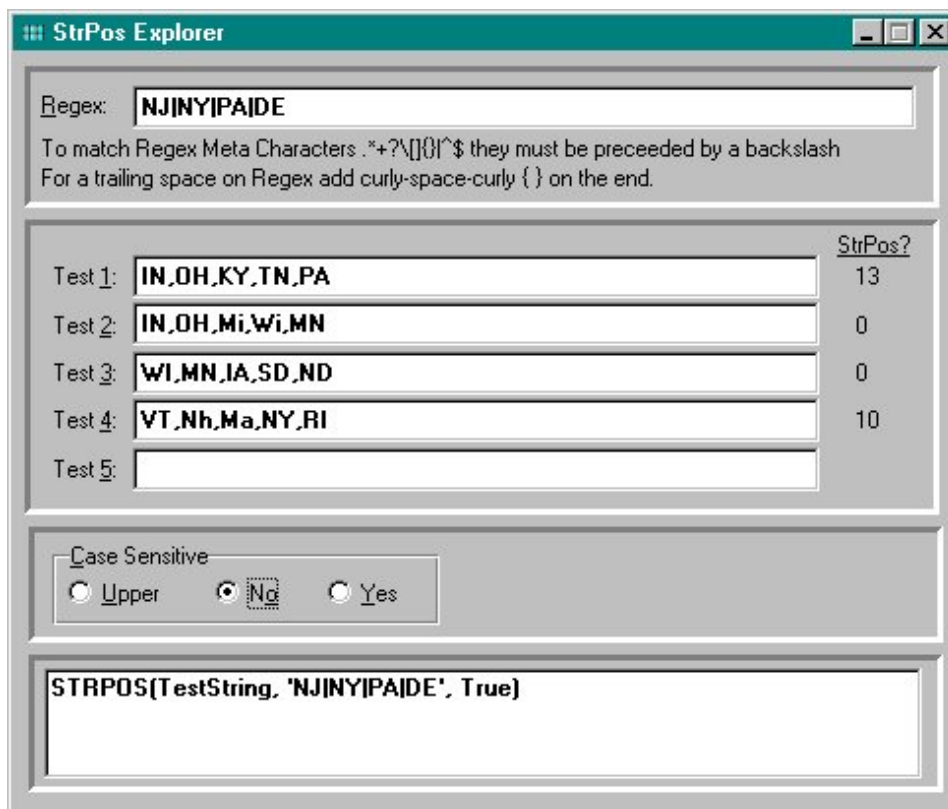 StrPos Explorer
Regex: NJ|NY|PA|DE
To match Regex Meta Characters .*+?\[]{}|^$ they must be preceeded by a backslash
For a trailing space on Regex add curly-space-curly { } on the end.
StrPos?
Test 1: IN,OH,KY,TN,PA 13
Test 2: IN,OH,Mi,Wi,MN 0
Test 3: WI,MN,IA,SD,ND 0
Test 4: VT,Nh,Ma,NY,RI 10
Test 5:
Case Sensitive
Upper No Yes
STRPOS(TestString, 'NJ|NY|PA|DE', True)